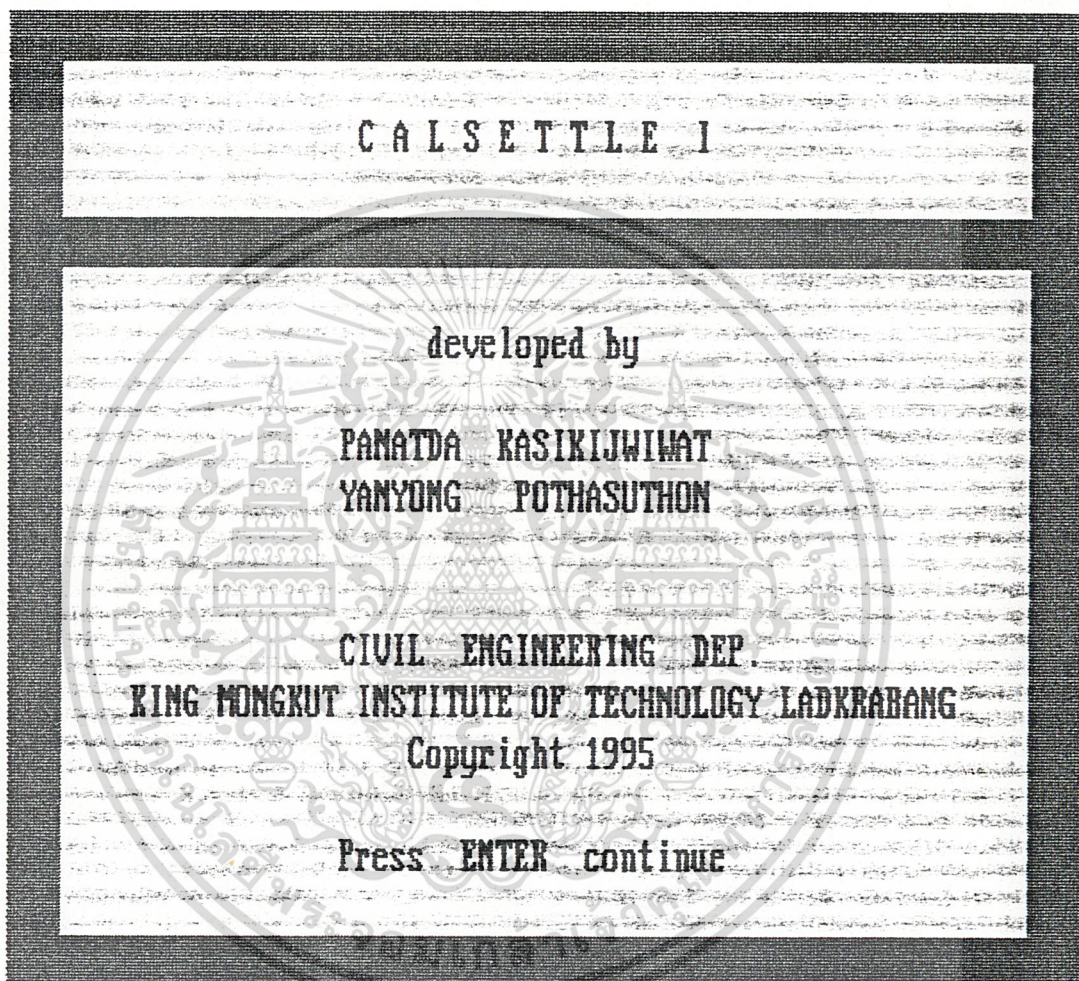 C A L S E T T L E 1
developed by
PANATDA KASIKIJWIWAT
YANYONG POTHASUTHON
CIVIL ENGINEERING DEP.
KING MONGKUT INSTITUTE OF TECHNOLOGY LADKRABANG
Copyright 1995
Press ENTER continue